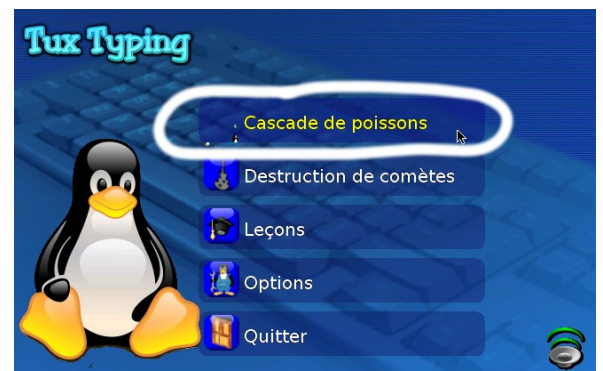 Tux Typing
Cascade de poissons
Destruction de comètes
Leçons
Options
Quitter